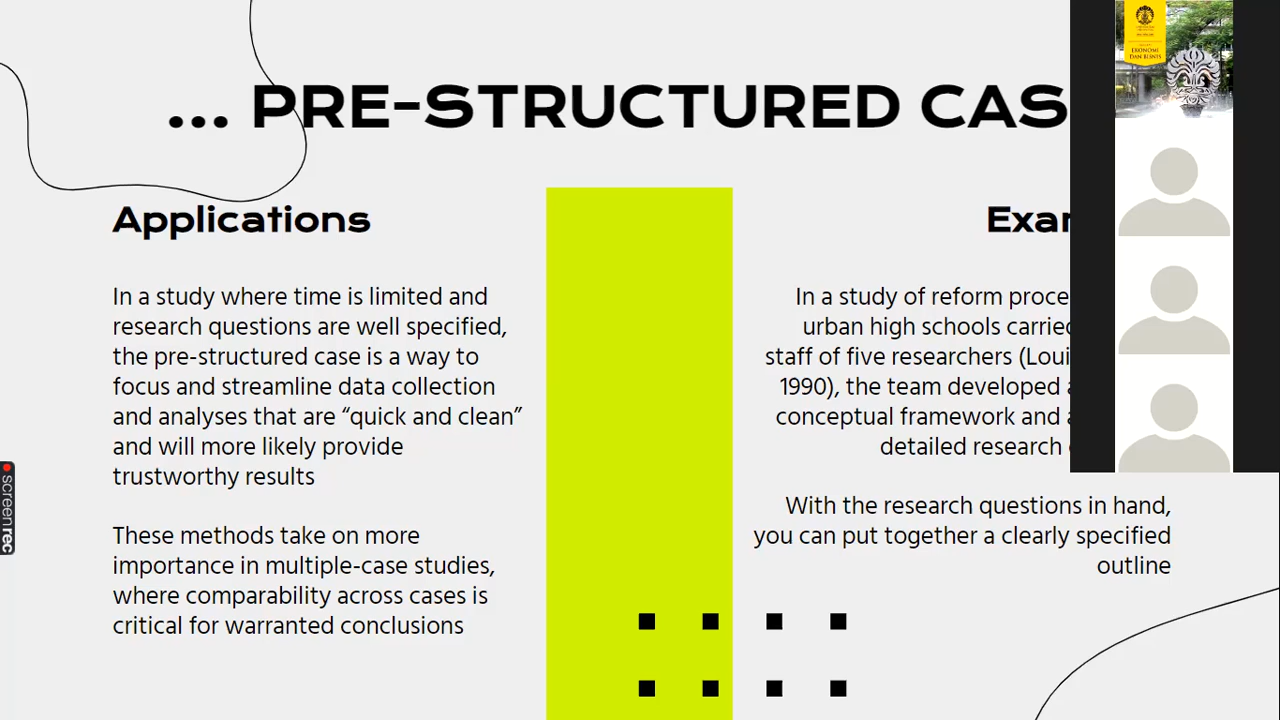 ... PRE-STRUCTURED CAS
Applications
In a study where time is limited and
research questions are well specified,
the pre-structured case is a way to
focus and streamline data collection
and analyses that are “quick and clean”
and will more likely provide
trustworthy results
These methods take on more
importance in multiple-case studies,
where comparability across cases is
critical for warranted conclusions
In a study of reform
urban high schools carried
staff of five researchers
1990), the team developed
conceptual framework and
detailed research
With the research questions in hand,
you can put together a clearly specified
outline
EKONOMI
DAN BISNIS
screenrec